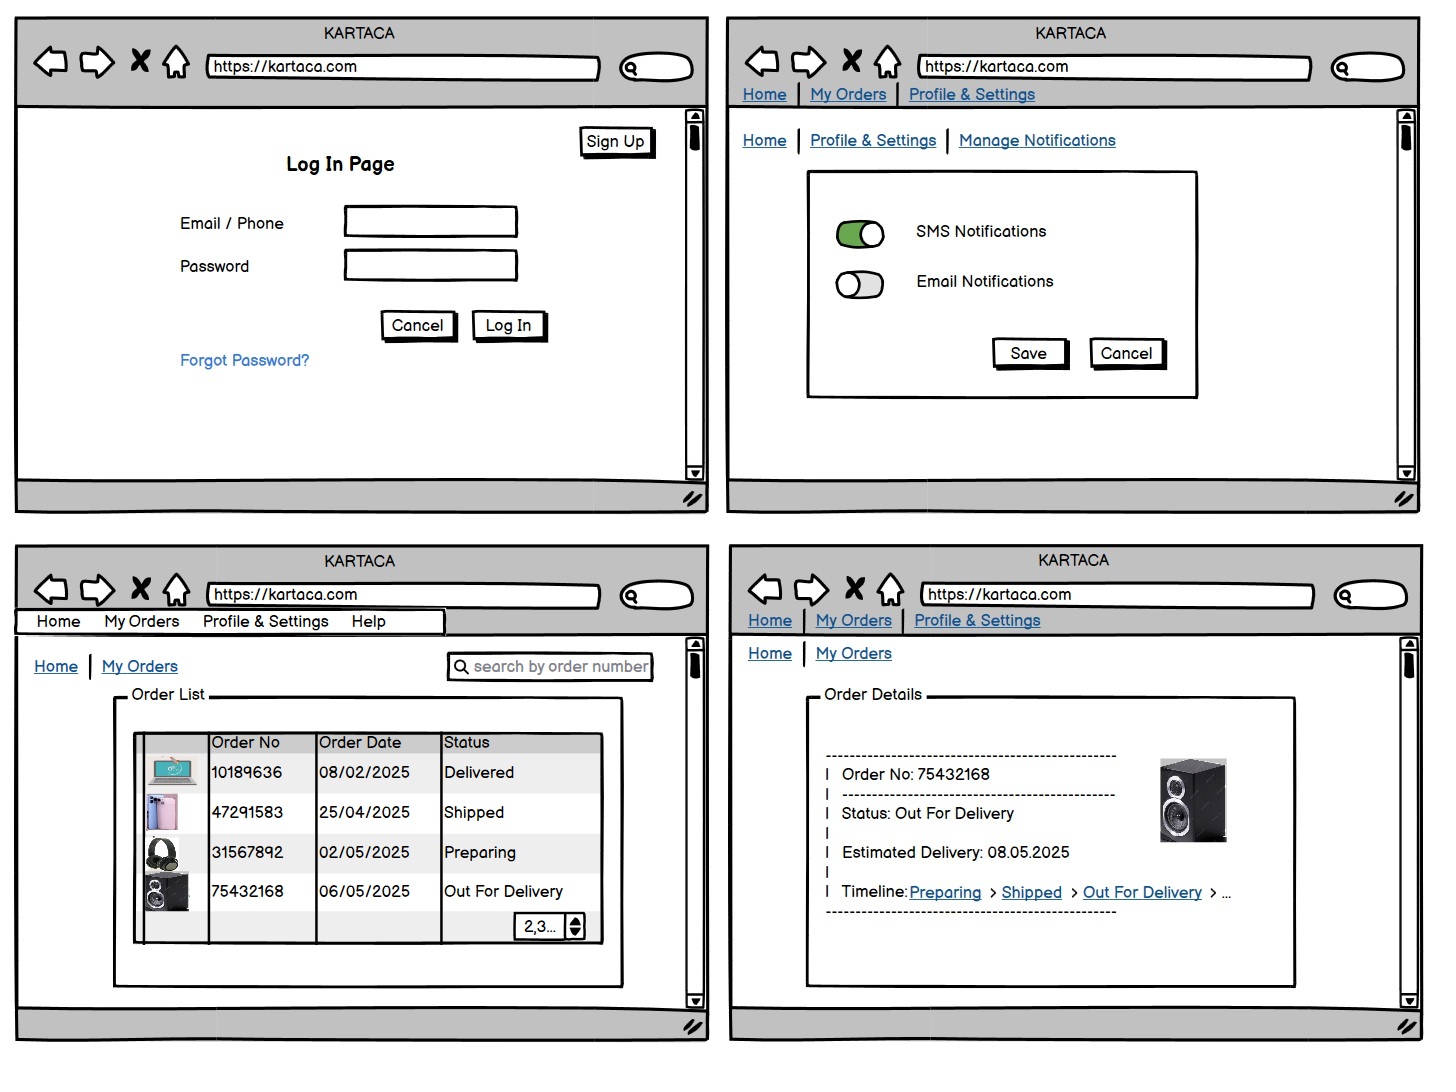 KARTACA
https://kartaca.com
Sign Up
Log In Page
Email / Phone
Password
Cancel Log In
Forgot Password?
KARTACA
https://kartaca.com
Home My Orders Profile & Settings
Home Profile & Settings Manage Notifications
SMS Notifications
Email Notifications
Save Cancel
KARTACA
https://kartaca.com
Home My Orders Profile & Settings Help
Home My Orders search by order number
Order List
Order No Order Date Status
10189636 08/02/2025 Delivered
47291583 25/04/2025 Shipped
31567892 02/05/2025 Preparing
75432168 06/05/2025 Out For Delivery
2,3...
KARTACA
https://kartaca.com
Home My Orders Profile & Settings
Home My Orders
Order Details
Order No: 75432168
Status: Out For Delivery
Estimated Delivery: 08.05.2025
Timeline: Preparing > Shipped > Out For Delivery > ...